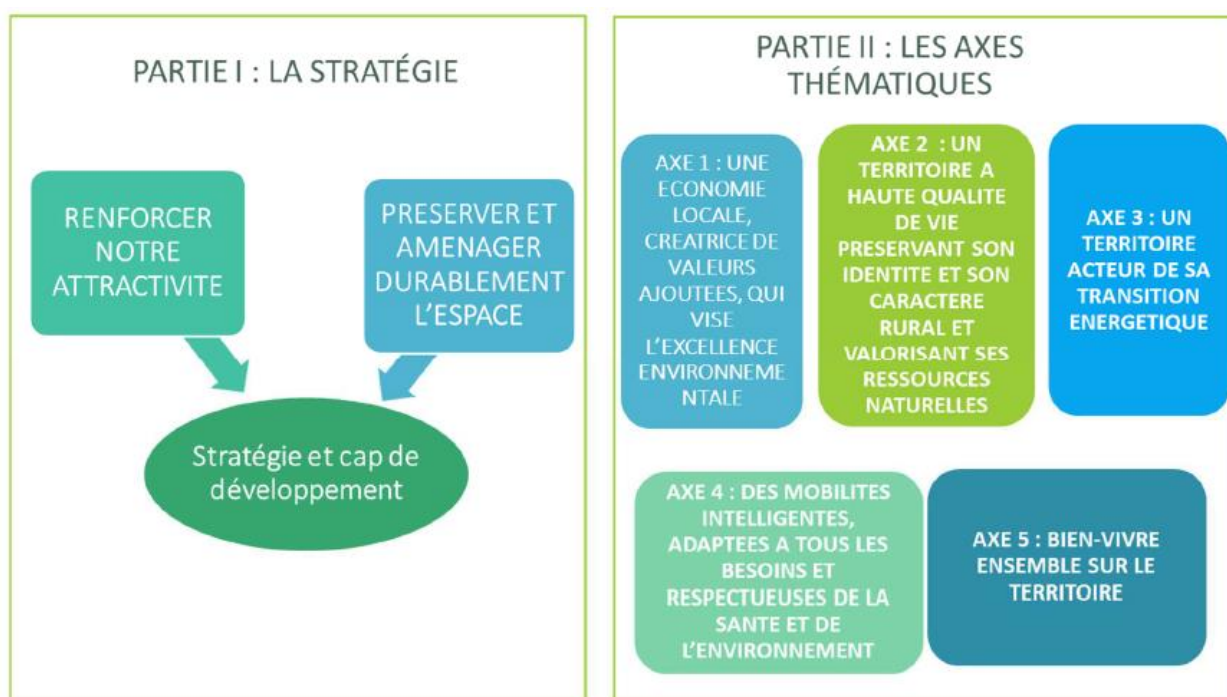 PARTIE I : LA STRATÉGIE
RENFORCER
NOTRE
ATTRACTIVITE
PRESERVER ET
AMENAGER
DURABLEMENT
L'ESPACE
Stratégie et cap de
développement
PARTIE II : LES AXES
THÉMATIQUES
AXE 1 : UNE
ECONOMIE
LOCALE,
CREATRICE DE
VALEURS
AJOUTEES, QUI
VISE
L'EXCELLENCE
ENVIRONNEME
NTALE
AXE 2 : UN
TERRITOIRE A
HAUTE QUALITE
DE VIE
PRESERVANT SON
IDENTITE ET SON
CARACTERE
RURAL ET
VALORISANT SES
RESSOURCES
NATURELLES
AXE 3 : UN
TERRITOIRE
ACTEUR DE SA
TRANSITION
ENERGETIQUE
AXE 4 : DES MOBILITES
INTELLIGENTES,
ADAPTEES A TOUS LES
BESOINS ET
RESPECTUEUSES DE LA
SANTE ET DE
L'ENVIRONNEMENT
AXE 5 : BIEN-VIVRE
ENSEMBLE SUR LE
TERRITOIRE